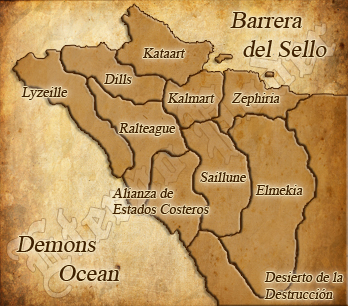 Barrera
del Sello
Kataart
Dills
Lyzeille
Kalmart
Zephiria
Ralteague
Saillune
Elmekia
Alianza de
Estados Costeros
Demons
Ocean
Desierto de la
Destrucción